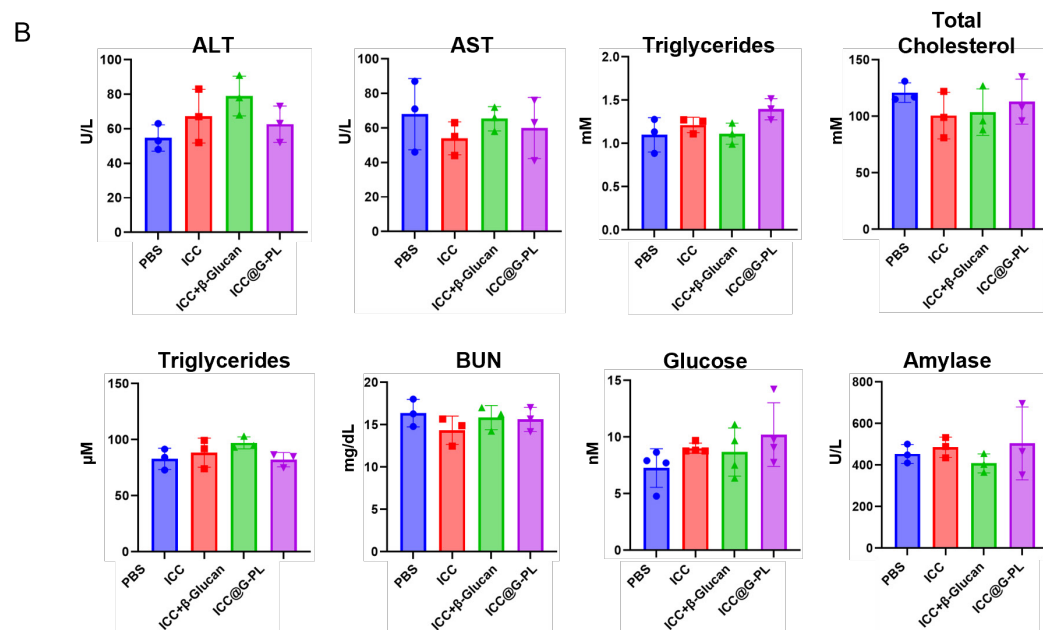 B
ALT
U/L
100
80
60
40
20
0
PBS
ICC
ICC+β-Glucan
ICC@G-PL
AST
U/L
100
80
60
40
20
0
PBS
ICC
ICC+β-Glucan
ICC@G-PL
Triglycerides
mM
2.0
1.5
1.0
0.5
0.0
PBS
ICC
ICC+β-Glucan
ICC@G-PL
Total
Cholesterol
mM
150
100
50
0
PBS
ICC
ICC+β-Glucan
ICC@G-PL
Triglycerides
μM
150
100
50
0
PBS
ICC
ICC+β-Glucan
ICC@G-PL
BUN
mg/dL
20
15
10
5
0
PBS
ICC
ICC+β-Glucan
ICC@G-PL
Glucose
nM
15
10
5
0
PBS
ICC
ICC+β-Glucan
ICC@G-PL
Amylase
U/L
800
600
400
200
0
PBS
ICC
ICC+β-Glucan
ICC@G-PL